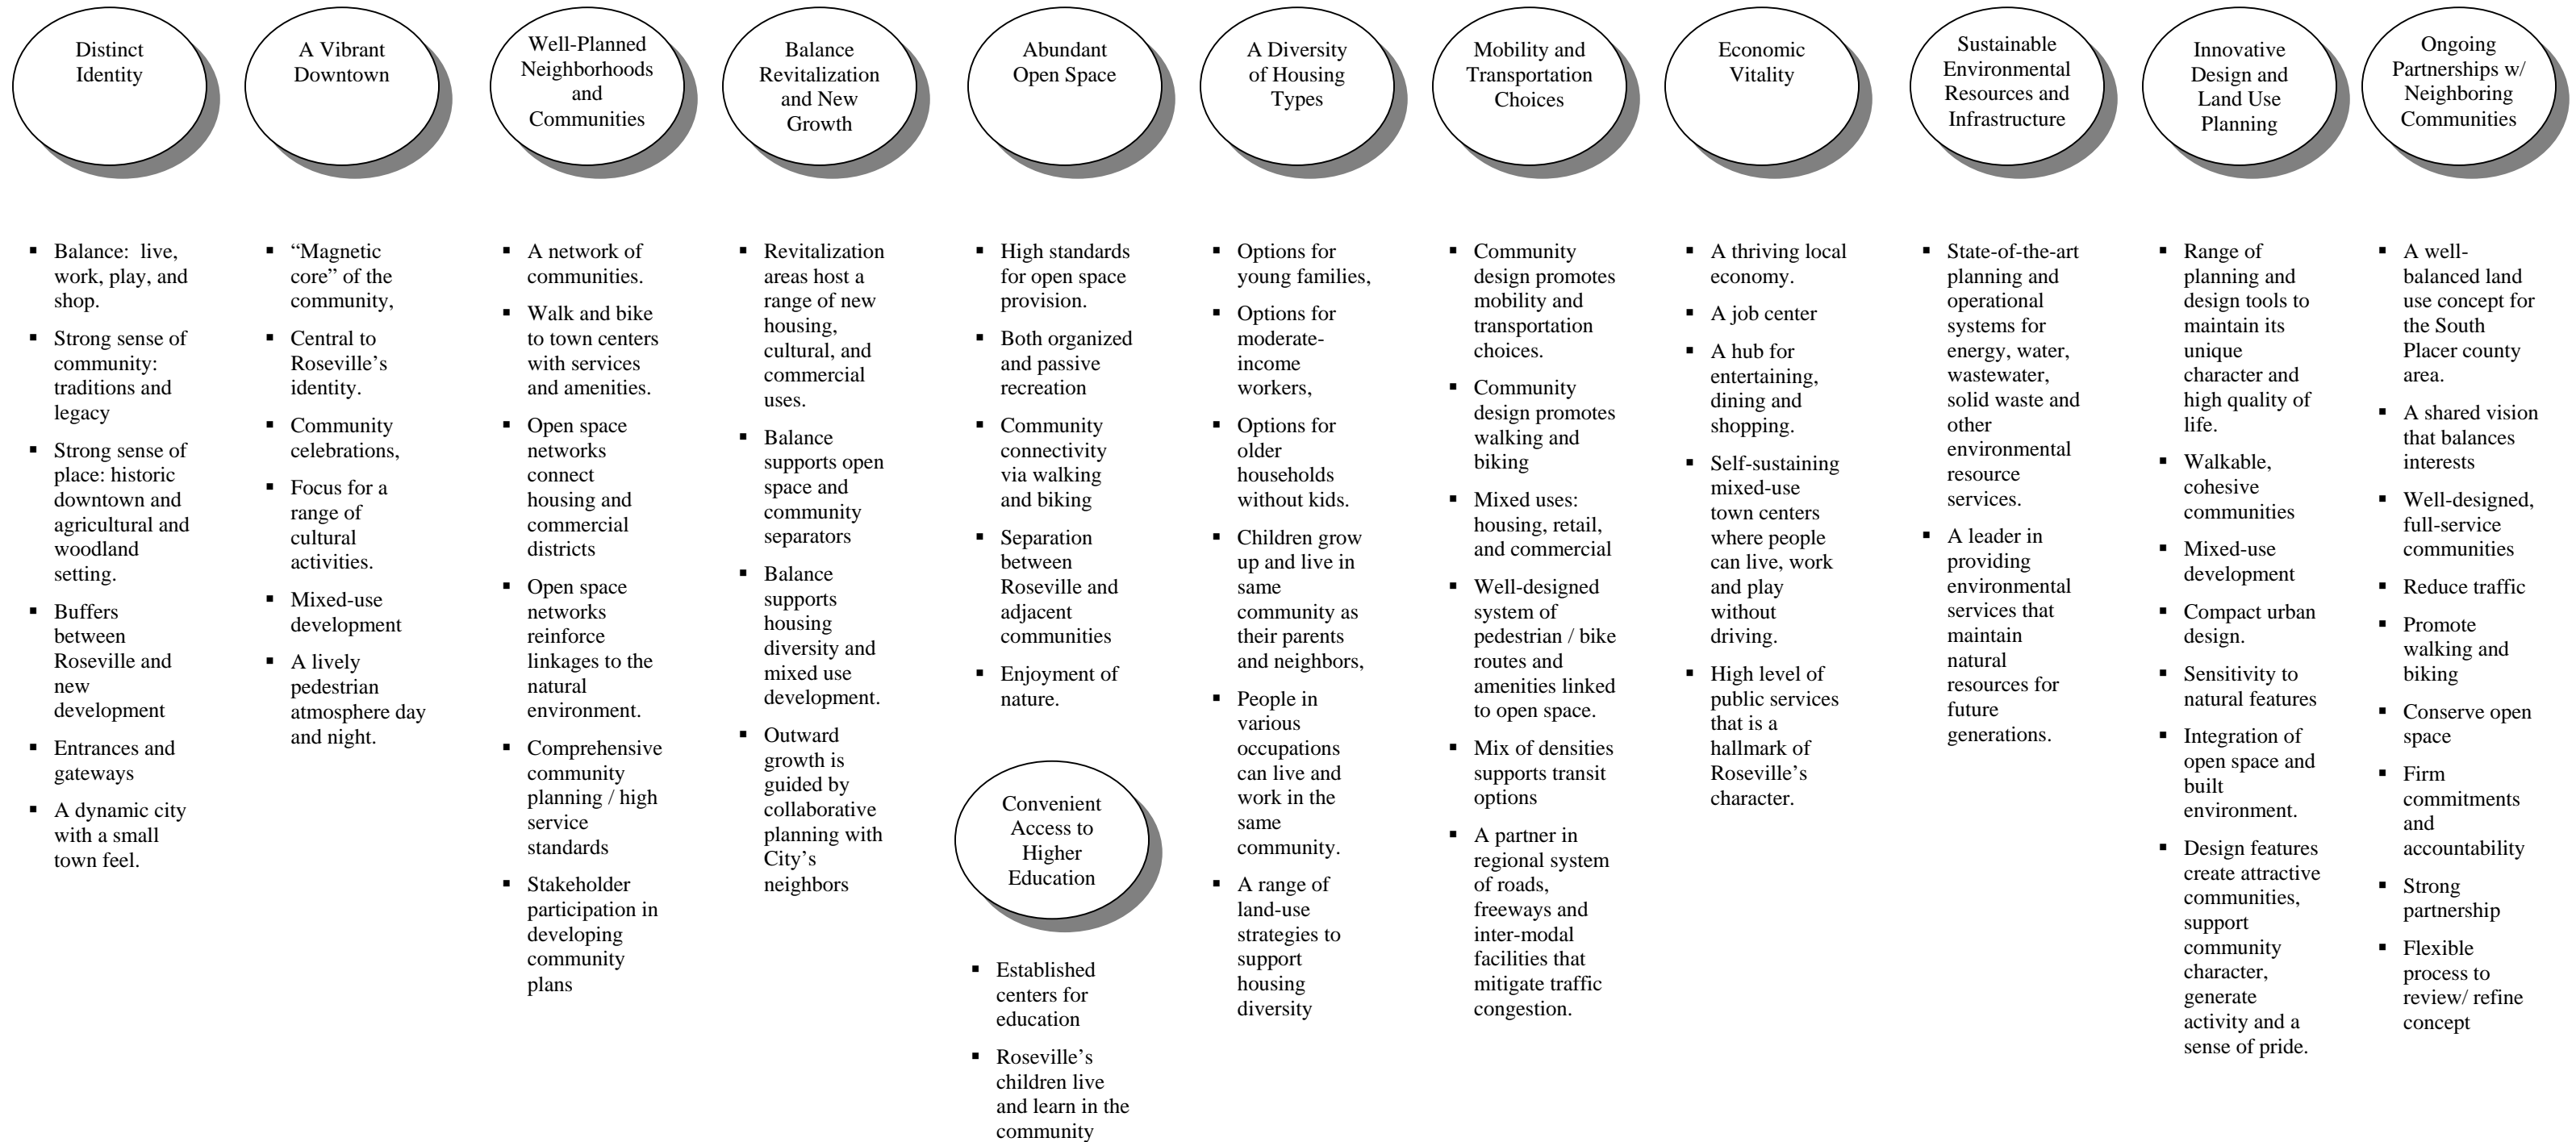 Distinct
Identity
Balance:  live,
work, play, and
shop.
Strong sense of
community:
traditions and
legacy
Strong sense of
place: historic
downtown and
agricultural and
woodland
setting.
Buffers
between
Roseville and
new
development
Entrances and
gateways
A dynamic city
with a small
town feel.
A Vibrant
Downtown
“Magnetic
core” of the
community,
Central to
Roseville’s
identity.
Community
celebrations,
Focus for a
range of
cultural
activities.
Mixed-use
development
A lively
pedestrian
atmosphere day
and night.
Well-Planned
Neighborhoods
and
Communities
A network of
communities.
Walk and bike
to town centers
with services
and amenities.
Open space
networks
connect
housing and
commercial
districts
Open space
networks
reinforce
linkages to the
natural
environment.
Comprehensive
community
planning / high
service
standards
Stakeholder
participation in
developing
community
plans
Balance
Revitalization
and New
Growth
Revitalization
areas host a
range of new
housing,
cultural, and
commercial
uses.
Balance
supports open
space and
community
separators
Balance
supports
housing
diversity and
mixed use
development.
Outward
growth is
guided by
collaborative
planning with
City’s
neighbors
Abundant
Open Space
High standards
for open space
provision.
Both organized
and passive
recreation
Community
connectivity
via walking
and biking
Separation
between
Roseville and
adjacent
communities
Enjoyment of
nature.
Convenient
Access to
Higher
Education
Established
centers for
education
Roseville’s
children live
and learn in the
community
A Diversity
of Housing
Types
Options for
young families,
Options for
moderate-
income
workers,
Options for
older
households
without kids.
Children grow
up and live in
same
community as
their parents
and neighbors,
People in
various
occupations
can live and
work in the
same
community.
A range of
land-use
strategies to
support
housing
diversity
Mobility and
Transportation
Choices
Community
design promotes
mobility and
transportation
choices.
Community
design promotes
walking and
biking
Mixed uses:
housing, retail,
and commercial
Well-designed
system of
pedestrian / bike
routes and
amenities linked
to open space.
Mix of densities
supports transit
options
A partner in
regional system
of roads,
freeways and
inter-modal
facilities that
mitigate traffic
congestion.
Economic
Vitality
A thriving local
economy.
A job center
A hub for
entertaining,
dining and
shopping.
Self-sustaining
mixed-use
town centers
where people
can live, work
and play
without
driving.
High level of
public services
that is a
hallmark of
Roseville’s
character.
Sustainable
Environmental
Resources and
Infrastructure
State-of-the-art
planning and
operational
systems for
energy, water,
wastewater,
solid waste and
other
environmental
resource
services.
A leader in
providing
environmental
services that
maintain
natural
resources for
future
generations.
Innovative
Design and
Land Use
Planning
Range of
planning and
design tools to
maintain its
unique
character and
high quality of
life.
Walkable,
cohesive
communities
Mixed-use
development
Compact urban
design.
Sensitivity to
natural features
Integration of
open space and
built
environment.
Design features
create attractive
communities,
support
community
character,
generate
activity and a
sense of pride.
Ongoing
Partnerships w/
Neighboring
Communities
A well-
balanced land
use concept for
the South
Placer county
area.
A shared vision
that balances
interests
Well-designed,
full-service
communities
Reduce traffic
Promote
walking and
biking
Conserve open
space
Firm
commitments
and
accountability
Strong
partnership
Flexible
process to
review/ refine
concept